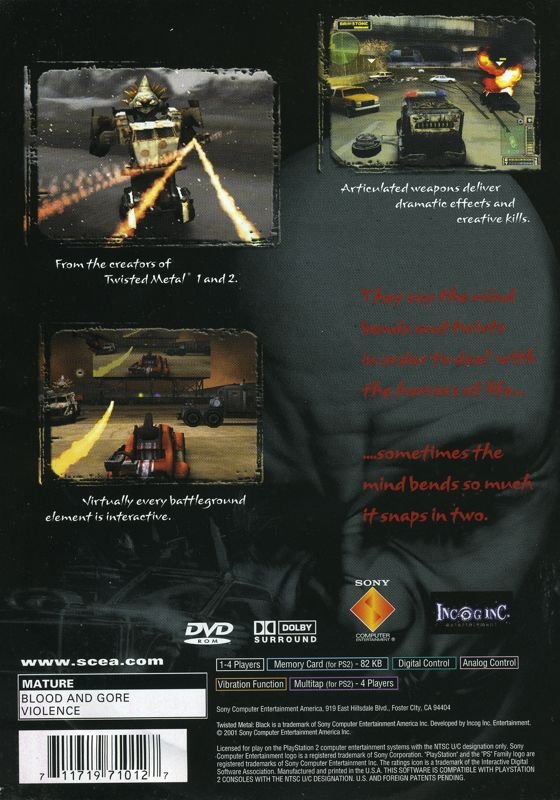 BRIMSTONE
Articulated weapons deliver
dramatic effects and
creative kills.
From the creators of
Twisted Metal™ 1 and 2.
They say the mind
bends and twists
in order to deal with
the horrors of life...
....sometimes the
mind bends so much
it snaps in two.
Virtually every battleground
element is interactive.
SONY
COMPUTER
ENTERTAINMENT®
INCOG INC.
entertainment
DVD
ROM
DOLBY
SURROUND
www.scea.com
1-4 Players
Memory Card (for PS2) - 82 KB
Digital Control
Analog Control
Vibration Function
Multitap (for PS2) - 4 Players
MATURE
BLOOD AND GORE
VIOLENCE
Sony Computer Entertainment America, 919 East Hillsdale Blvd., Foster City, CA 94404
Twisted Metal: Black is a trademark of Sony Computer Entertainment America Inc. Developed by Incog Inc. Entertainment.
© 2001 Sony Computer Entertainment America Inc.
Licensed for play on the PlayStation 2 computer entertainment systems with the NTSC U/C designation only. Sony
Computer Entertainment logo is a registered trademark of Sony Corporation. "PlayStation" and the "PS" Family logo are
registered trademarks of Sony Computer Entertainment Inc. The ratings icon is a trademark of the Interactive Digital
Software Association. Manufactured and printed in the U.S.A. THIS SOFTWARE IS COMPATIBLE WITH PLAYSTATION
2 CONSOLES WITH THE NTSC U/C DESIGNATION. U.S. AND FOREIGN PATENTS PENDING.
7 11719 71012 7